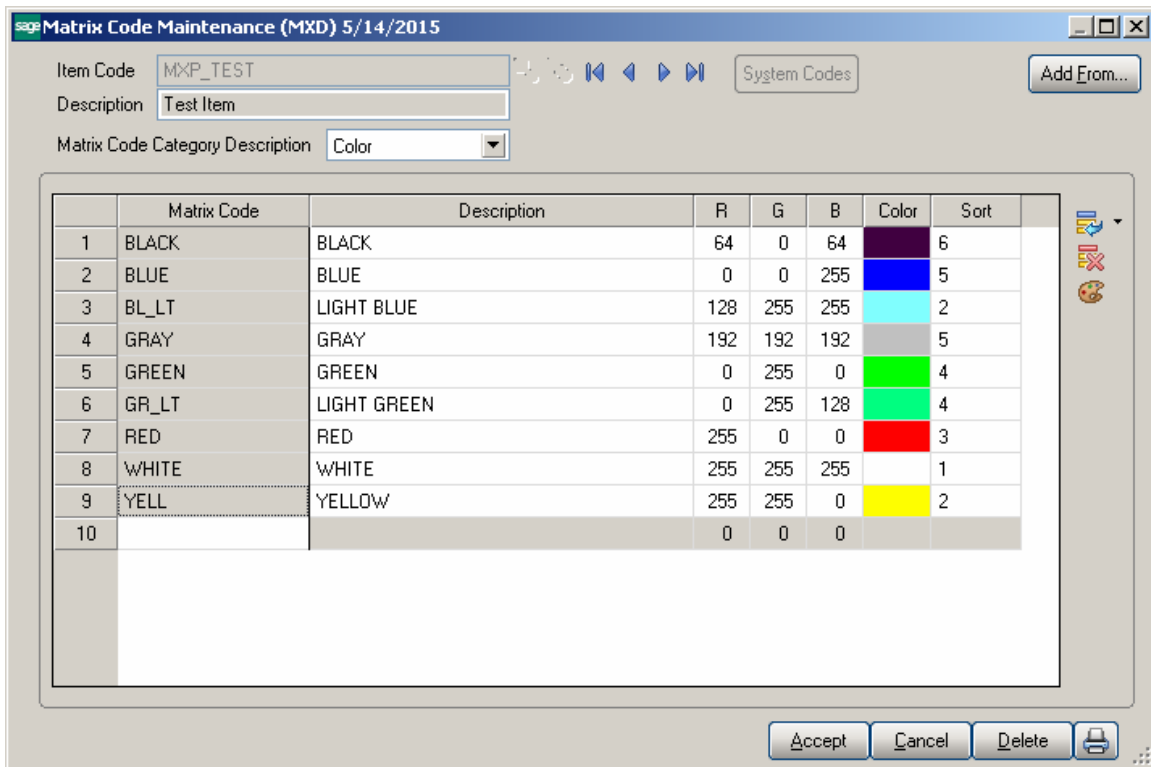 sage Matrix Code Maintenance (MXD) 5/14/2015
Item Code MXP_TEST System Codes Add From...
Description Test Item
Matrix Code Category Description Color
Matrix Code Description R G B Color Sort
1 BLACK BLACK 64 0 64 6
2 BLUE BLUE 0 0 255 5
3 BL_LT LIGHT BLUE 128 255 255 2
4 GRAY GRAY 192 192 192 5
5 GREEN GREEN 0 255 0 4
6 GR_LT LIGHT GREEN 0 255 128 4
7 RED RED 255 0 0 3
8 WHITE WHITE 255 255 255 1
9 YELL YELLOW 255 255 0 2
10 0 0 0
Accept Cancel Delete